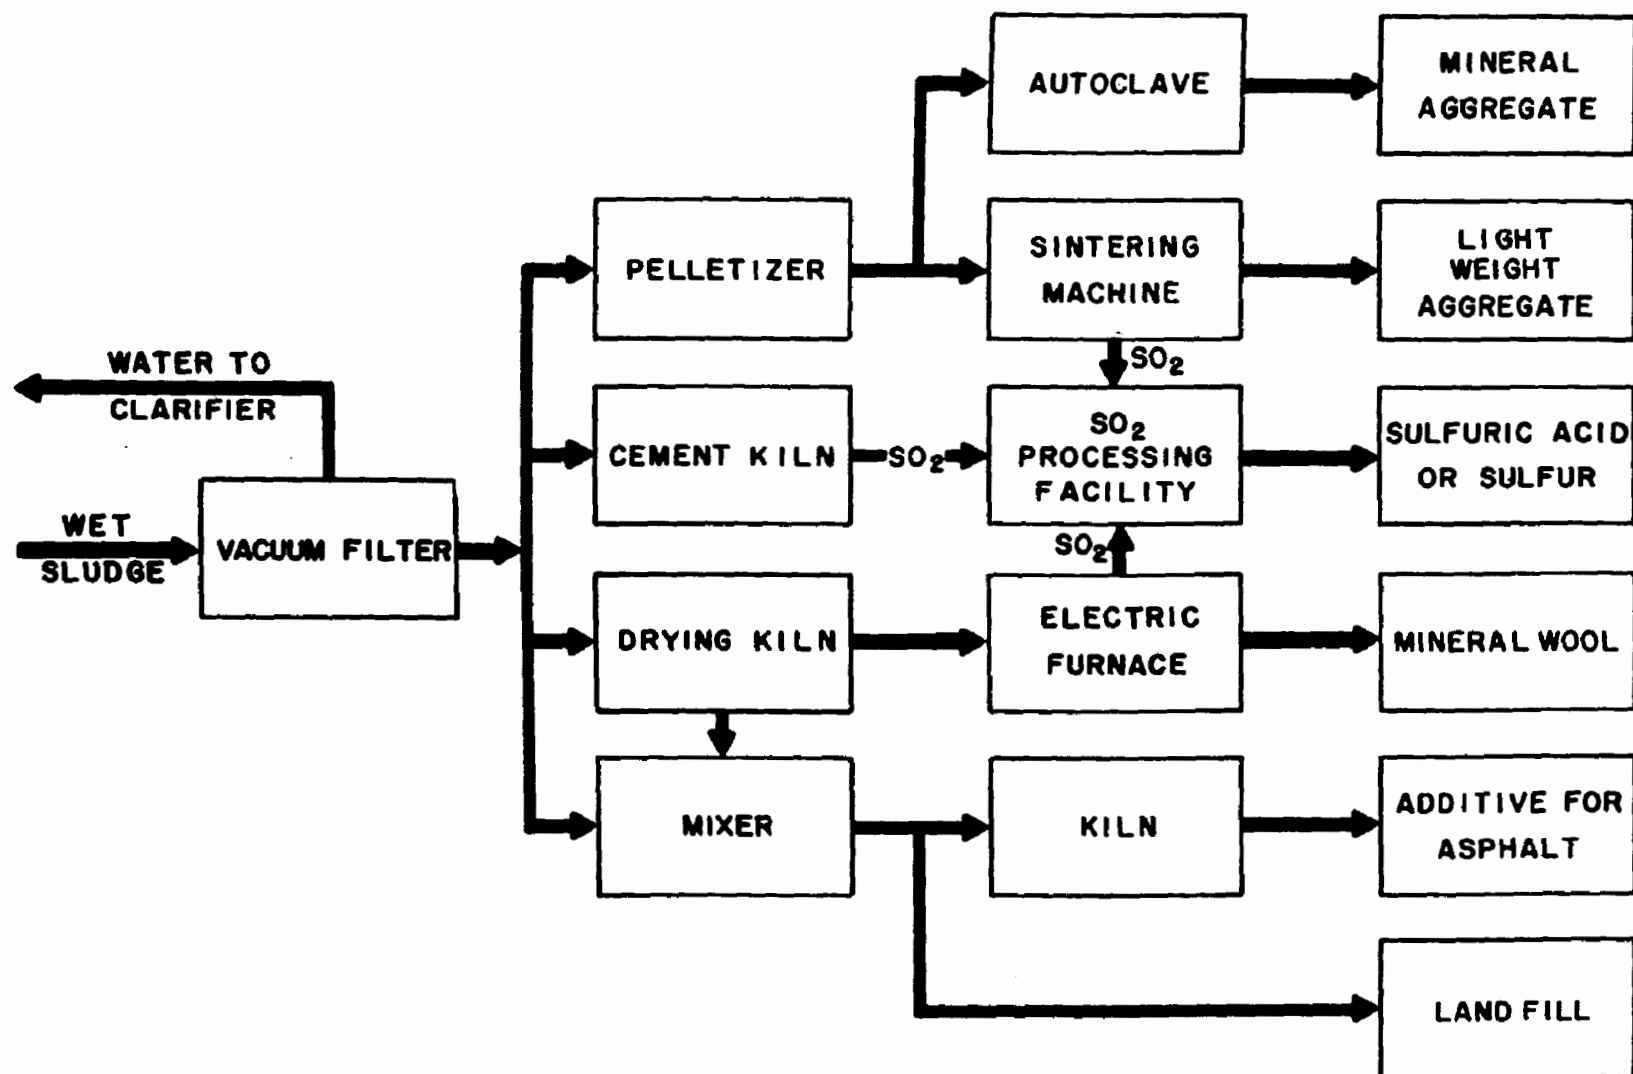 AUTOCLAVE
MINERAL
AGGREGATE
PELLETIZER
SINTERING
MACHINE
LIGHT
WEIGHT
AGGREGATE
WATER TO
CLARIFIER
SO₂
CEMENT KILN
SO₂
SO₂
PROCESSING
FACILITY
SULFURIC ACID
OR SULFUR
WET
SLUDGE
VACUUM FILTER
SO₂
DRYING KILN
ELECTRIC
FURNACE
MINERAL WOOL
MIXER
KILN
ADDITIVE FOR
ASPHALT
LAND FILL